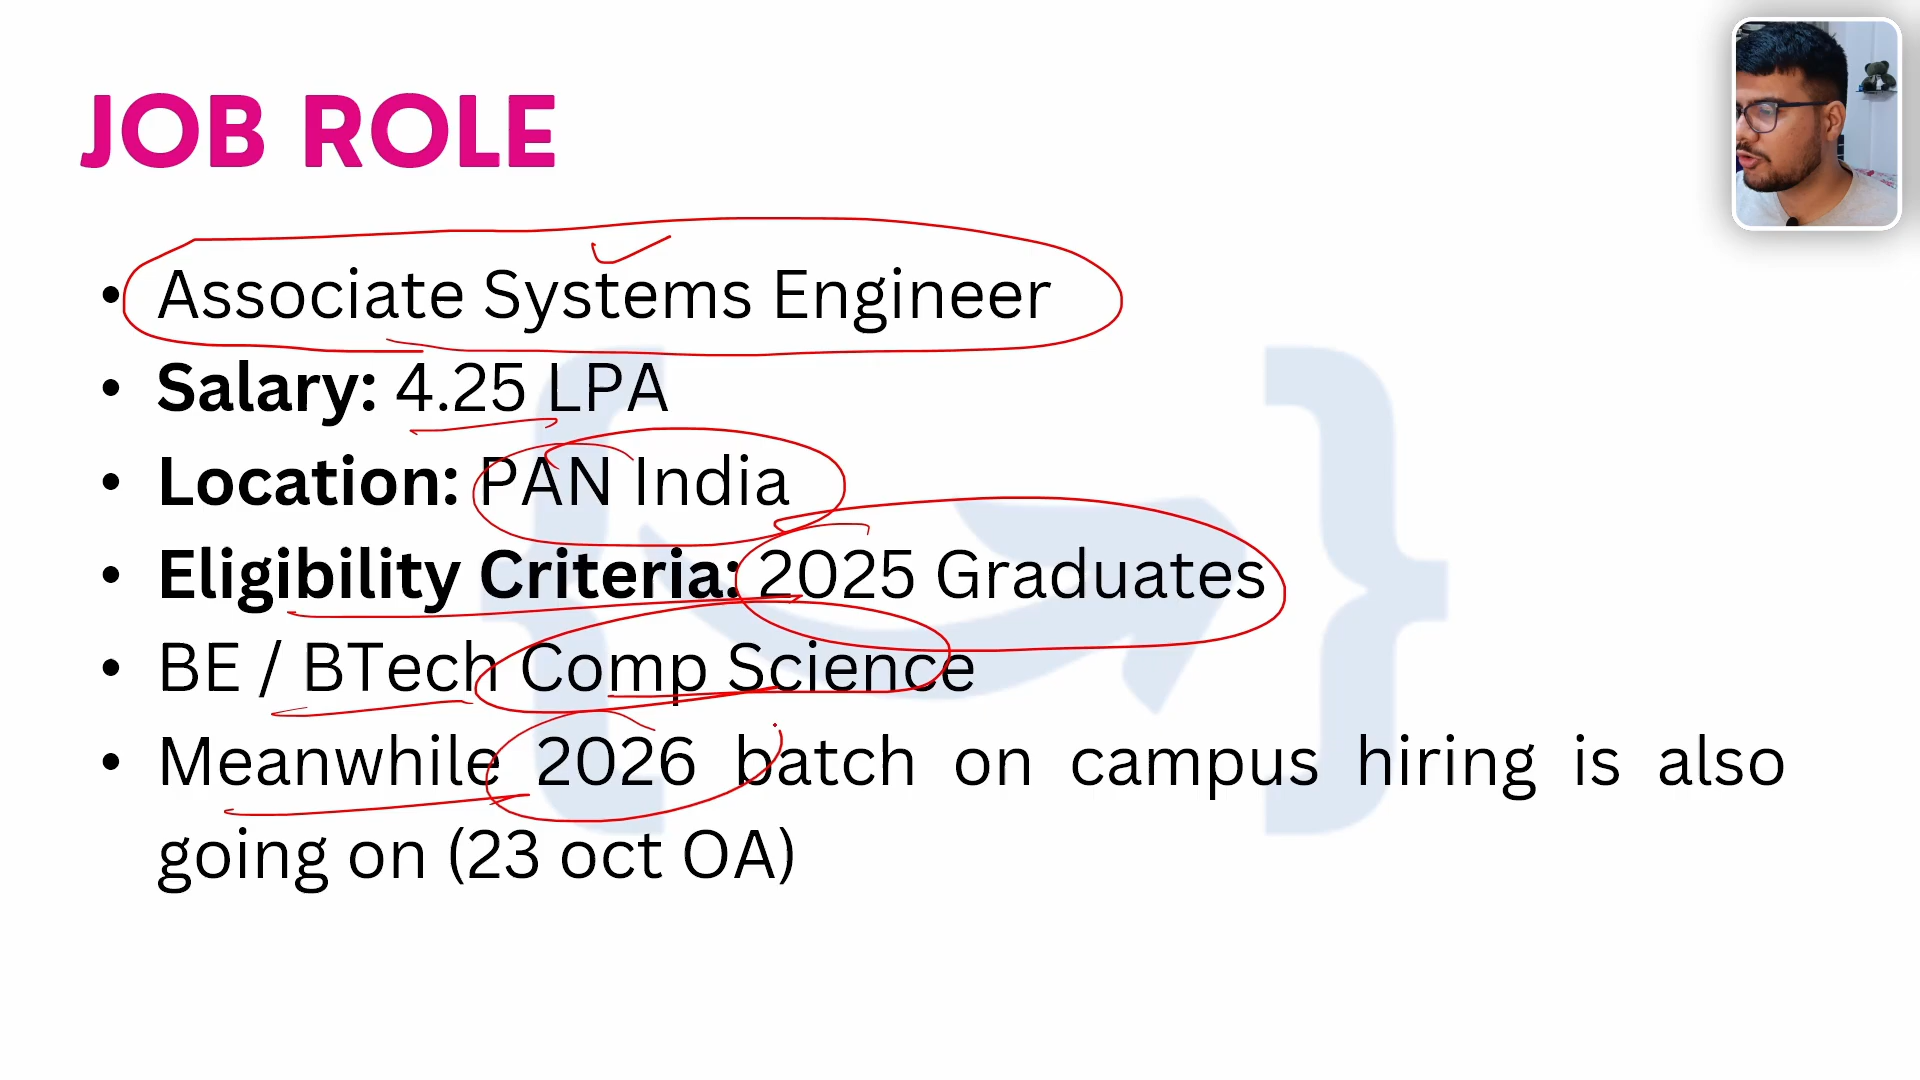 JOB ROLE
• Associate Systems Engineer
• Salary: 4.25 LPA
• Location: PAN India
• Eligibility Criteria: 2025 Graduates
• BE / BTech Comp Science
• Meanwhile 2026 batch on campus hiring is also
going on (23 oct OA)